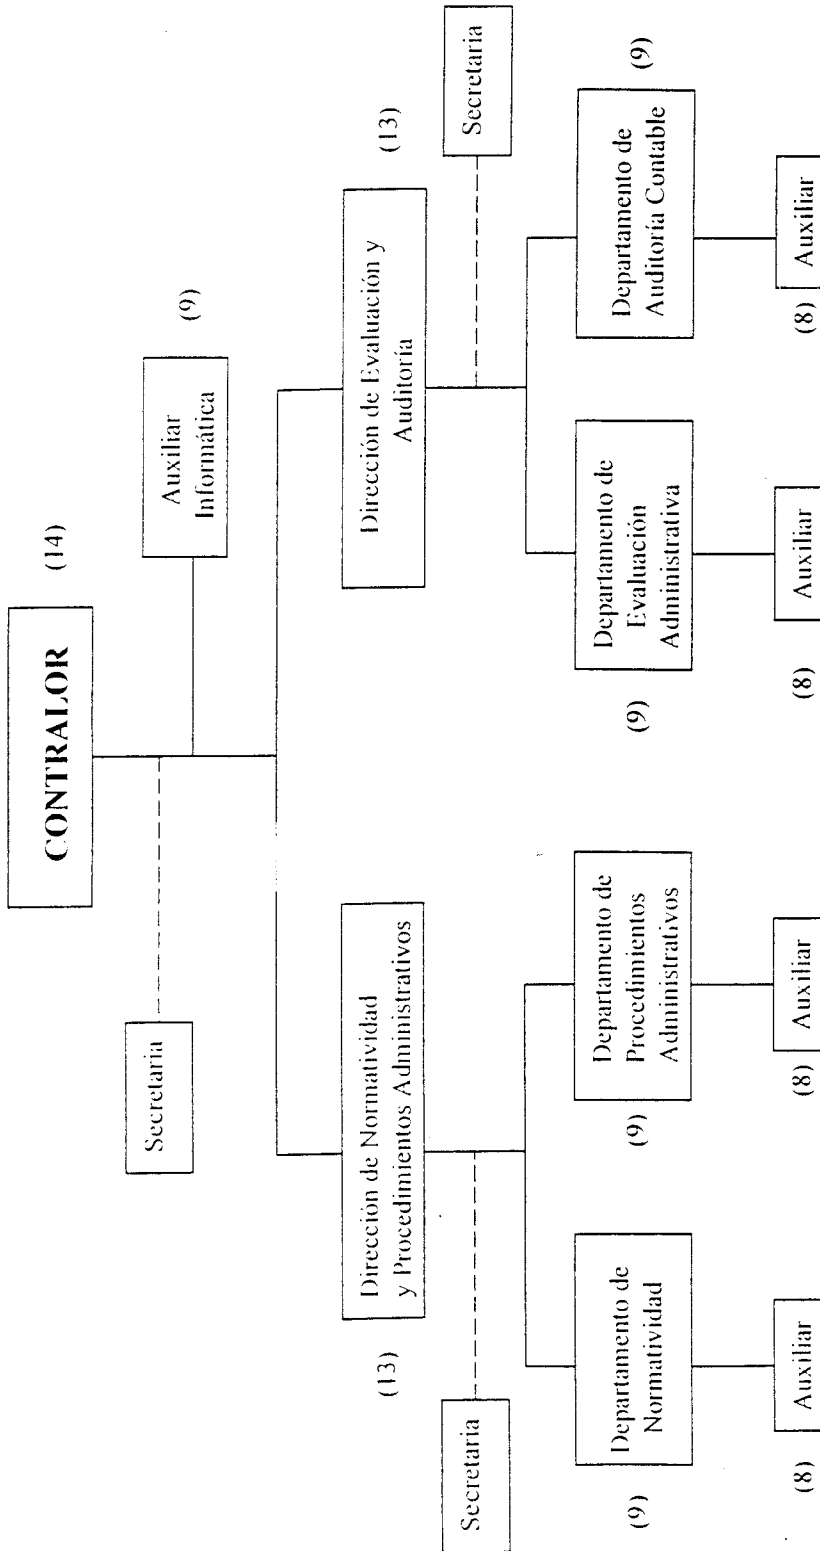 CONTRALOR
(14)
Secretaria
Auxiliar
Informática
(9)
Dirección de Normatividad
y Procedimientos Administrativos
(13)
Dirección de Evaluación y
Auditoría
(13)
Secretaria
Secretaria
Departamento de
Normatividad
(9)
Departamento de
Procedimientos
Administrativos
(9)
Departamento de
Evaluación
Administrativa
(9)
Departamento de
Auditoría Contable
(9)
Auxiliar
(8)
Auxiliar
(8)
Auxiliar
(8)
Auxiliar
(8)